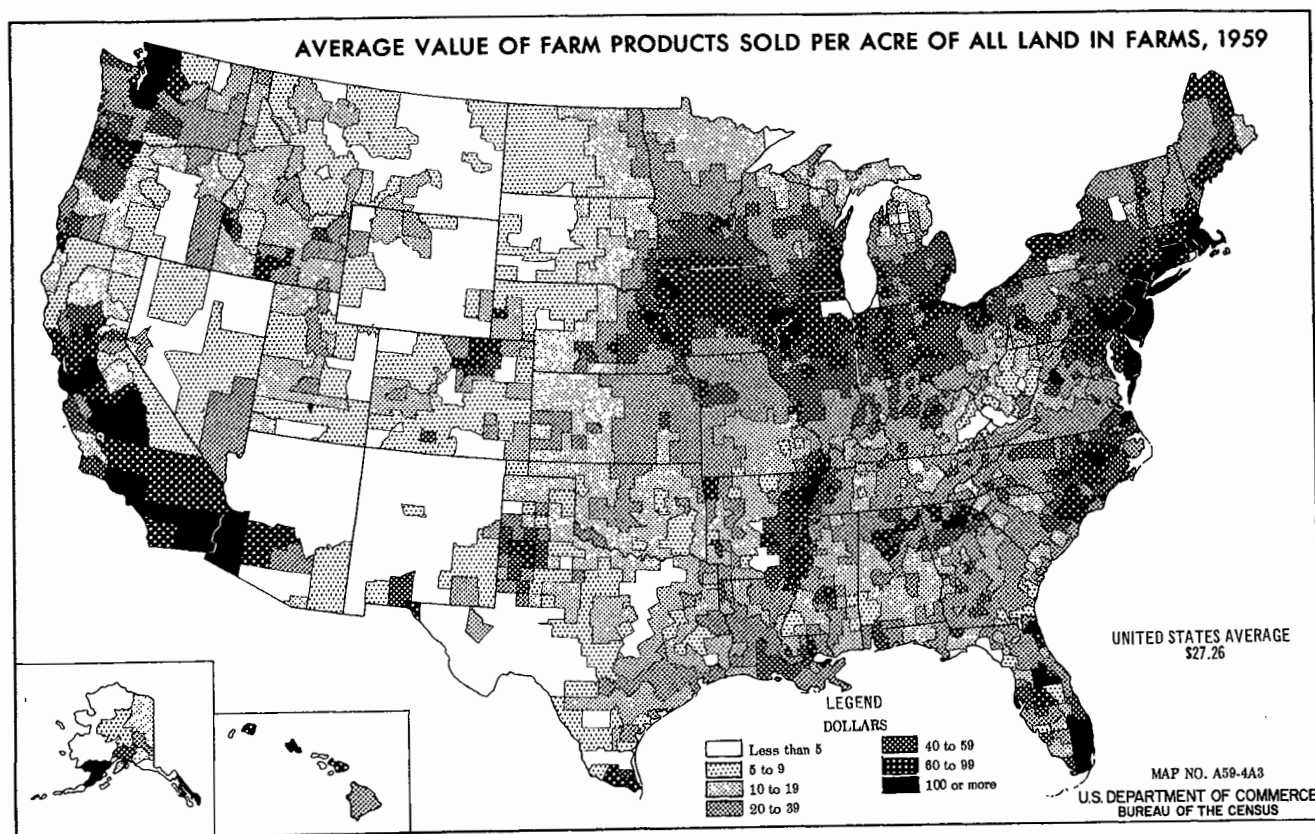 AVERAGE VALUE OF FARM PRODUCTS SOLD PER ACRE OF ALL LAND IN FARMS, 1959
UNITED STATES AVERAGE
$27.26
LEGEND
DOLLARS
Less than 5
5 to 9
10 to 19
20 to 39
40 to 59
60 to 99
100 or more
MAP NO. A59-4A3
U.S. DEPARTMENT OF COMMERCE
BUREAU OF THE CENSUS